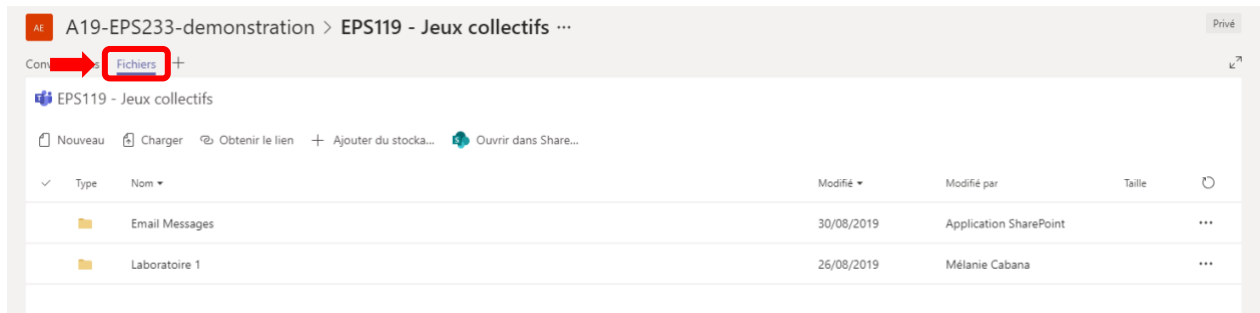 AE A19-EPS233-demonstration > EPS119 - Jeux collectifs ···
Privé
Fichiers +
EPS119 - Jeux collectifs
Nouveau Charger Obtenir le lien + Ajouter du stocka... Ouvrir dans Share...
Type Nom Modifié Modifié par Taille
Email Messages 30/08/2019 Application SharePoint ···
Laboratoire 1 26/08/2019 Mélanie Cabana ···